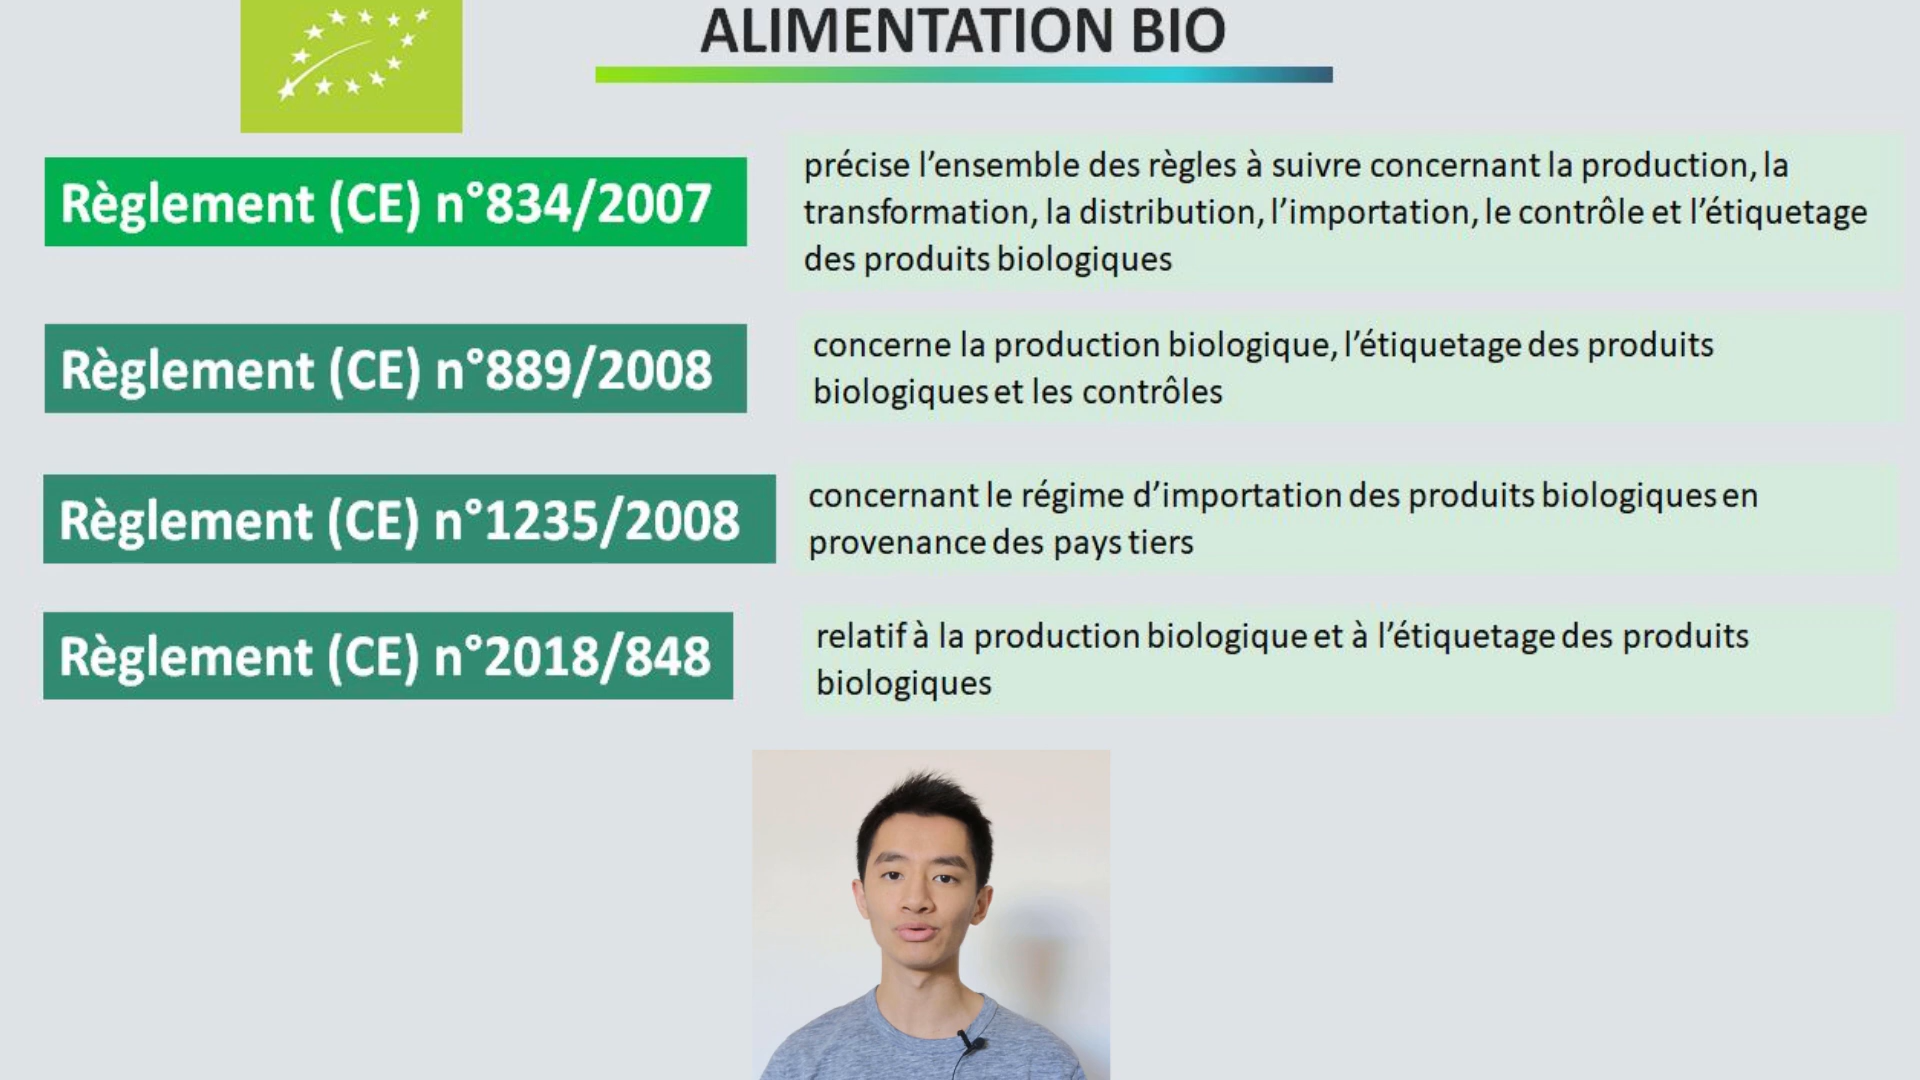 ALIMENTATION BIO
Règlement (CE) n°834/2007
précise l’ensemble des règles à suivre concernant la production, la
transformation, la distribution, l’importation, le contrôle et l’étiquetage
des produits biologiques
Règlement (CE) n°889/2008
concerne la production biologique, l’étiquetage des produits
biologiques et les contrôles
Règlement (CE) n°1235/2008
concernant le régime d’importation des produits biologiques en
provenance des pays tiers
Règlement (CE) n°2018/848
relatif à la production biologique et à l’étiquetage des produits
biologiques